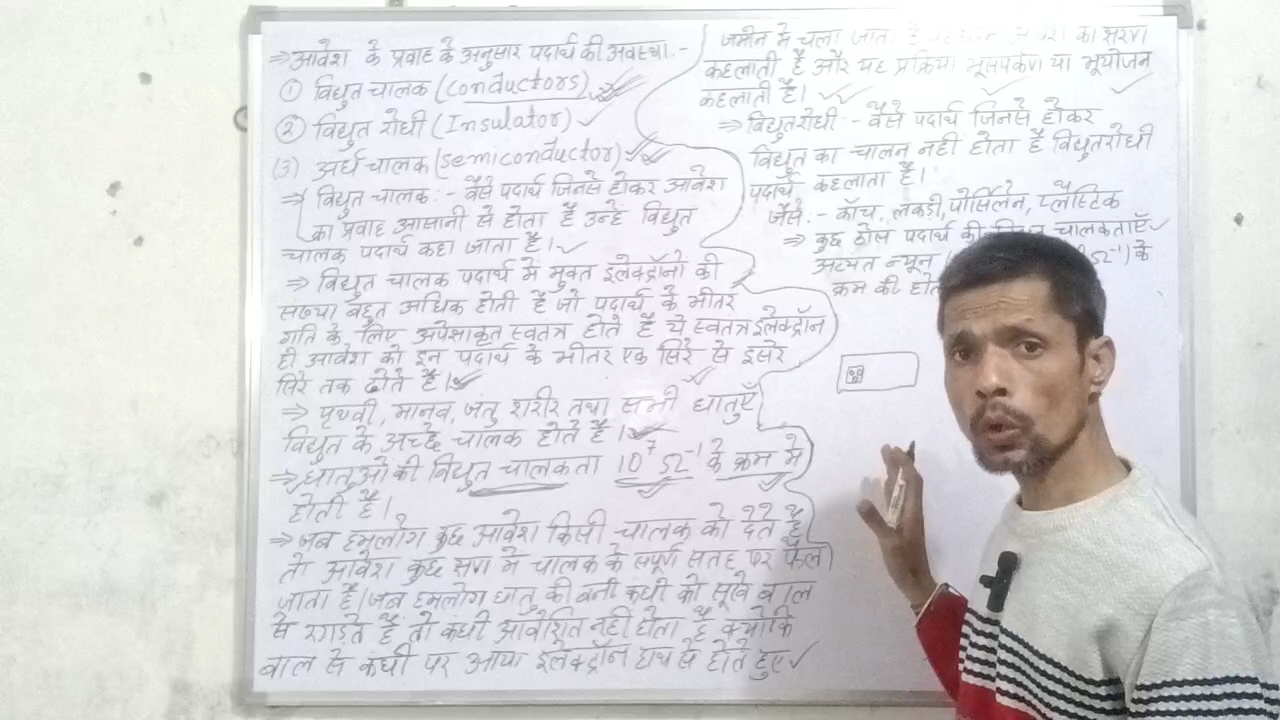 ⇒आवेश के प्रवाह के अनुसार पदार्थ की अवस्था:-
① विद्युत चालक (conductors)
② विद्युत रोधी (Insulator)
(3) अर्ध चालक (semiconductor)
⇒ विद्युत चालक:- वैसे पदार्थ जिनसे होकर आवेश
का प्रवाह आसानी से होता है उन्हें विद्युत
चालक पदार्थ कहा जाता है।
⇒ विद्युत चालक पदार्थ में मुक्त इलेक्ट्रॉनो की
संख्या बहुत अधिक होती है जो पदार्थ के भीतर
गति के लिए अपेक्षाकृत स्वतंत्र होते है ये स्वतंत्र इलेक्ट्रॉन
ही आवेश को इन पदार्थ के भीतर एक सिरे से दूसरे
सिरे तक ढोते है।
⇒ पृथ्वी, मानव, जंतु शरीर तथा सभी धातुएँ
विद्युत के अच्छे चालक होते है।
⇒ धातुओं की विद्युत चालकता 10⁷ Ω⁻¹ के क्रम मे
होती है।
⇒ जब हमलोग कुछ आवेश किसी चालक को देते है
तो आवेश कुछ क्षण में चालक के संपूर्ण सतह पर फैल
जाता है। जब हमलोग धातु की बनी कंघी को सूखे बाल
से रगड़ते है तो कंघी आवेशित नहीं होता है क्योंकि
बाल से कंघी पर आया इलेक्ट्रॉन हाथ से होते हुए
जमीन में चला जाता है का क्षरण
कहलाती है और यह प्रक्रिया भूसंपर्कण या भूयोजन
कहलाती है।
⇒ विद्युतरोधी:- वैसे पदार्थ जिनसे होकर
विद्युत का चालन नही होता है विद्युतरोधी
पदार्थ कहलाता है।
जैसे:- काँच, लकड़ी, पोर्सिलेन, प्लैस्टिक
⇒ कुछ ठोस पदार्थ की चालकताएँ
अत्यंत न्यून Ω⁻¹) के
क्रम की